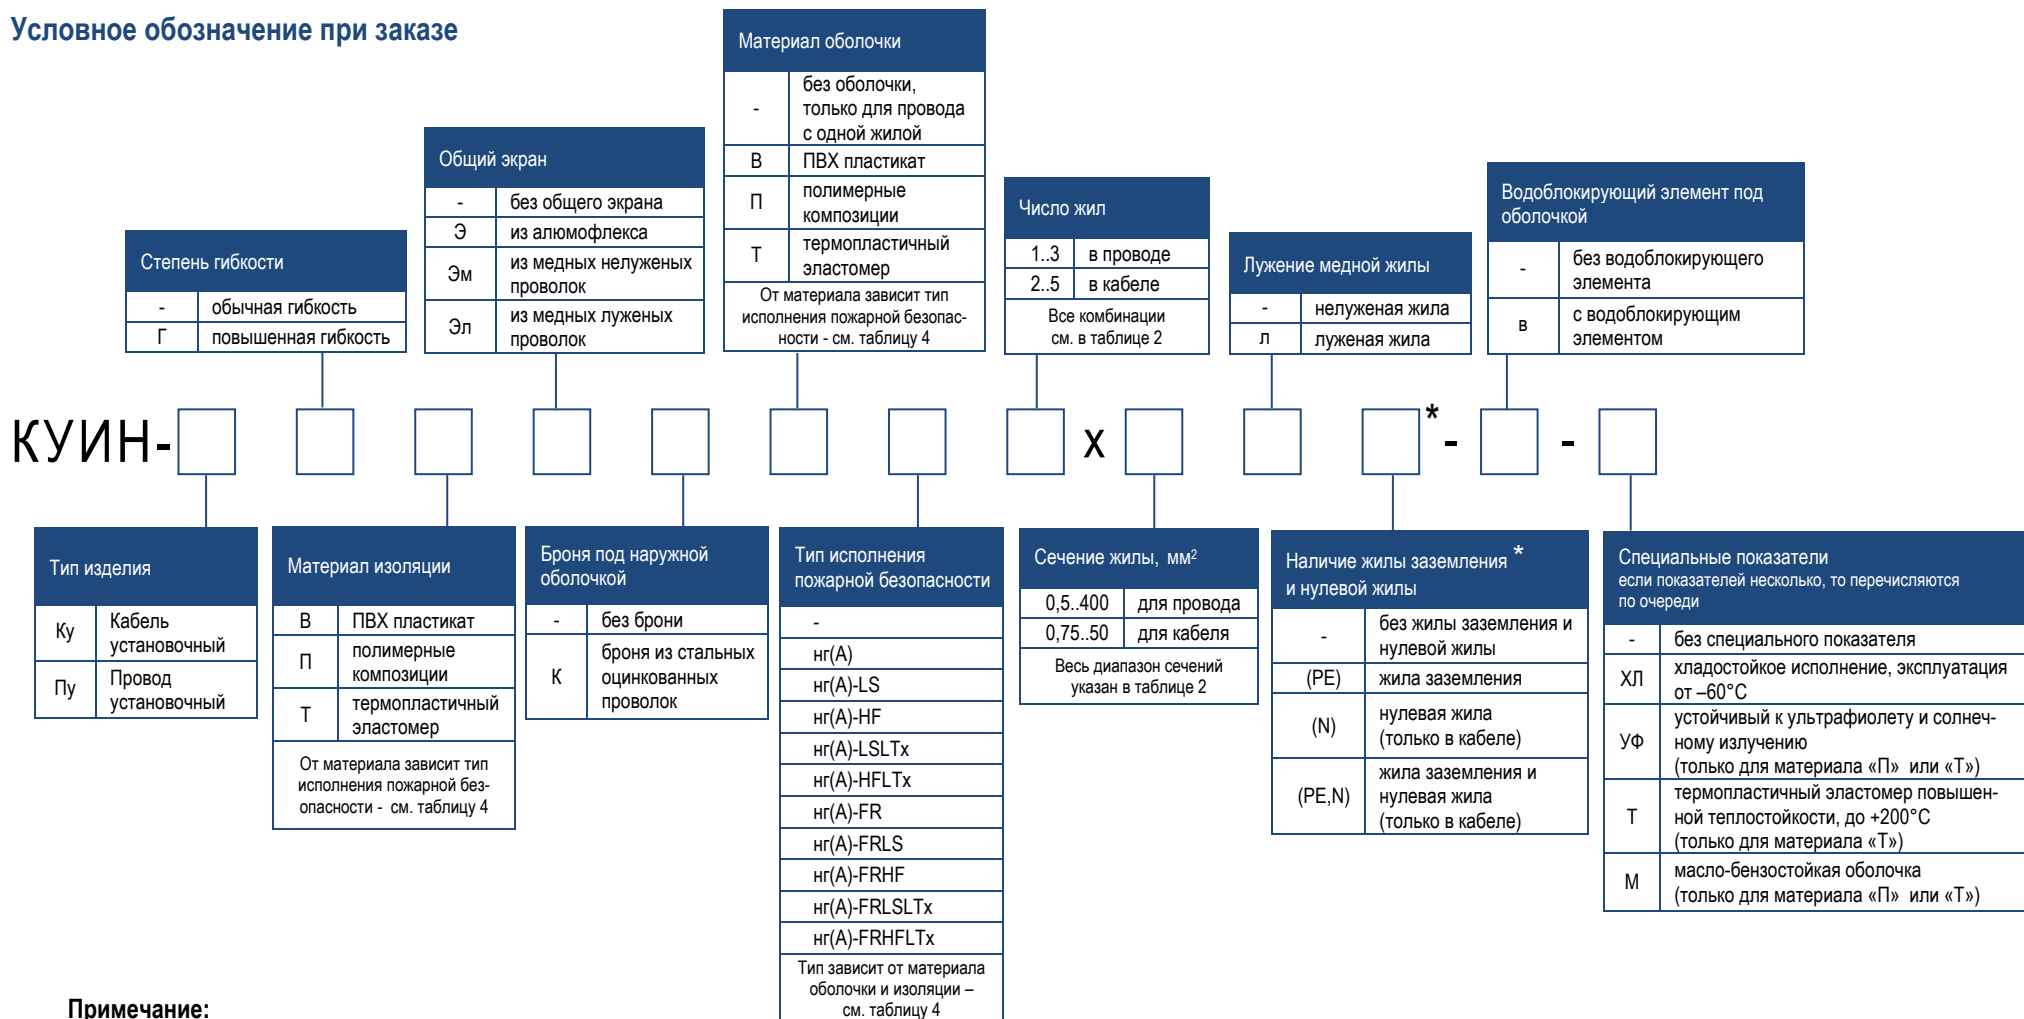 Условное обозначение при заказе
Материал оболочки
-
без оболочки,
только для провода
с одной жилой
В
ПВХ пластикат
П
полимерные
композиции
Т
термопластичный
эластомер
От материала зависит тип
исполнения пожарной безопас-
ности - см. таблицу 4
Общий экран
-
без общего экрана
Э
из алюмофлекса
Эм
из медных нелуженых
проволок
Эл
из медных луженых
проволок
Степень гибкости
-
обычная гибкость
Г
повышенная гибкость
Число жил
1..3
в проводе
2..5
в кабеле
Все комбинации
см. в таблице 2
Лужение медной жилы
-
нелуженая жила
л
луженая жила
Водоблокирующий элемент под
оболочкой
-
без водоблокирующего
элемента
в
с водоблокирующим
элементом
КУИН- х *- -
Тип изделия
Ку
Кабель
установочный
Пу
Провод
установочный
Материал изоляции
В
ПВХ пластикат
П
полимерные
композиции
Т
термопластичный
эластомер
От материала зависит тип
исполнения пожарной без-
опасности - см. таблицу 4
Броня под наружной
оболочкой
-
без брони
К
броня из стальных
оцинкованных
проволок
Тип исполнения
пожарной безопасности
-
нг(А)
нг(А)-LS
нг(А)-HF
нг(А)-LSLTx
нг(А)-HFLTx
нг(А)-FR
нг(А)-FRLS
нг(А)-FRHF
нг(А)-FRLSLTx
нг(А)-FRHFLTx
Тип зависит от материала
оболочки и изоляции –
см. таблицу 4
Сечение жилы, мм²
0,5..400
для провода
0,75..50
для кабеля
Весь диапазон сечений
указан в таблице 2
Наличие жилы заземления *
и нулевой жилы
-
без жилы заземления и
нулевой жилы
(PE)
жила заземления
(N)
нулевая жила
(только в кабеле)
(PE,N)
жила заземления и
нулевая жила
(только в кабеле)
Специальные показатели
если показателей несколько, то перечисляются
по очереди
-
без специального показателя
ХЛ
хладостойкое исполнение, эксплуатация
от –60°С
УФ
устойчивый к ультрафиолету и солнеч-
ному излучению
(только для материала «П» или «Т»)
Т
термопластичный эластомер повышен-
ной теплостойкости, до +200°С
(только для материала «Т»)
М
масло-бензостойкая оболочка
(только для материала «П» или «Т»)
Примечание: